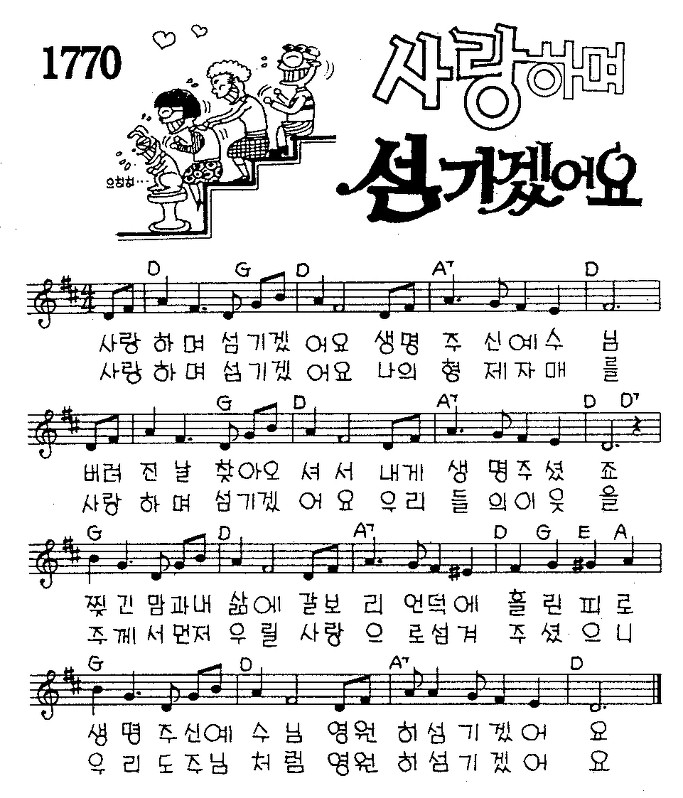 1770
사랑하며
섬기겠어요
으헝헝...
D G D A7 D
사랑 하 며 섬기겠 어요 생명 주 신예수 님
사랑 하 며 섬기겠 어요 나의 형 제자매 를
G D A7 D D7
버려 진 날 찾아오 셔 서 내게 생 명주셨 죠
사랑 하 며 섬기겠 어 요 우리 들 의이웃 을
G D A7 D G E A
찢 긴 맘과내 삶에 갈보 리 언덕에 흘린 피로
주께서먼저 우릴 사랑 으 로섬겨 주셨으니
G D A7 D
생 명 주신예 수님 영원 히섬 기겠어 요
우리도주님 처럼 영원 히섬 기겠어 요